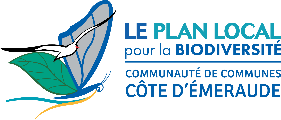 LE PLAN LOCAL
pour la BIODIVERSITÉ
COMMUNAUTÉ DE COMMUNES
CÔTE D'ÉMERAUDE